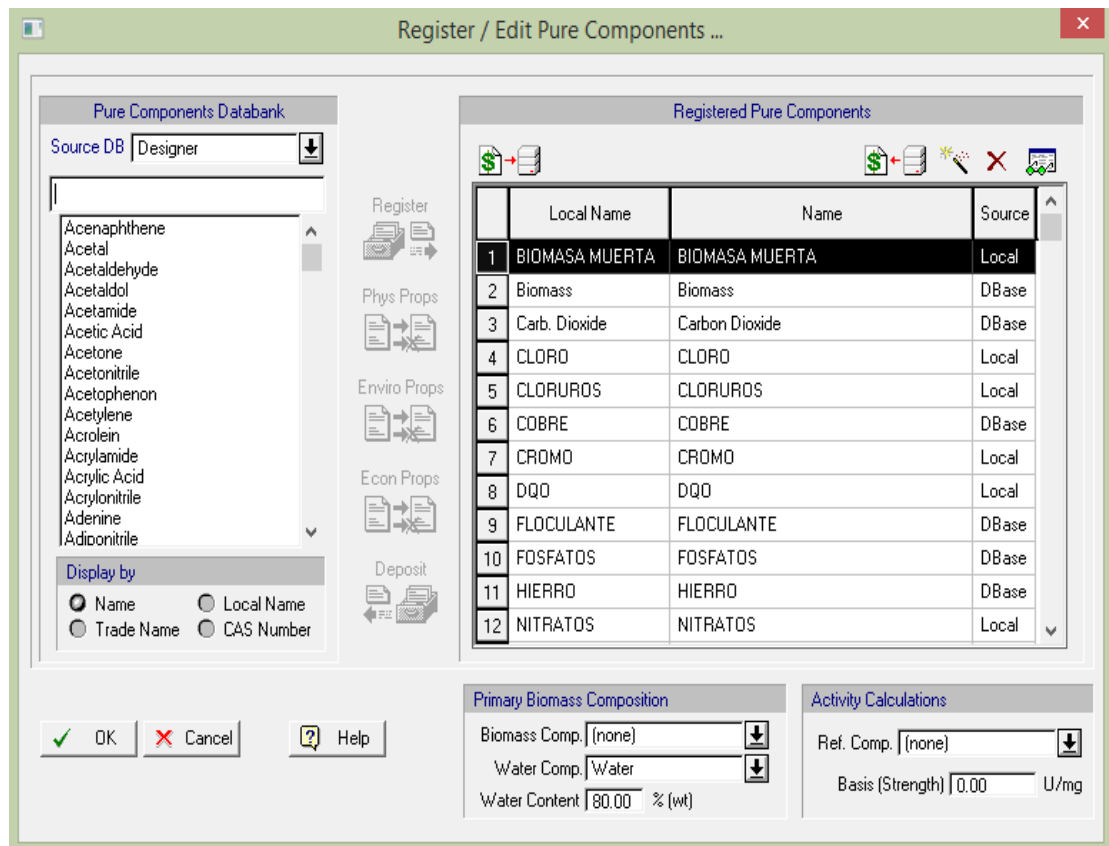 Register / Edit Pure Components ...
Pure Components Databank
Source DB Designer
Acenaphthene
Acetal
Acetaldehyde
Acetaldol
Acetamide
Acetic Acid
Acetone
Acetonitrile
Acetophenon
Acetylene
Acrolein
Acrylamide
Acrylic Acid
Acrylonitrile
Adenine
Adiponitrile
Display by
Name Local Name
Trade Name CAS Number
Register
Phys Props
Enviro Props
Econ Props
Deposit
Registered Pure Components
Local Name Name Source
1 BIOMASA MUERTA BIOMASA MUERTA Local
2 Biomass Biomass DBase
3 Carb. Dioxide Carbon Dioxide DBase
4 CLORO CLORO Local
5 CLORUROS CLORUROS Local
6 COBRE COBRE DBase
7 CROMO CROMO Local
8 DQO DQO Local
9 FLOCULANTE FLOCULANTE DBase
10 FOSFATOS FOSFATOS DBase
11 HIERRO HIERRO DBase
12 NITRATOS NITRATOS Local
OK Cancel Help
Primary Biomass Composition
Biomass Comp. (none)
Water Comp. Water
Water Content 80.00 % (wt)
Activity Calculations
Ref. Comp. (none)
Basis (Strength) 0.00 U/mg